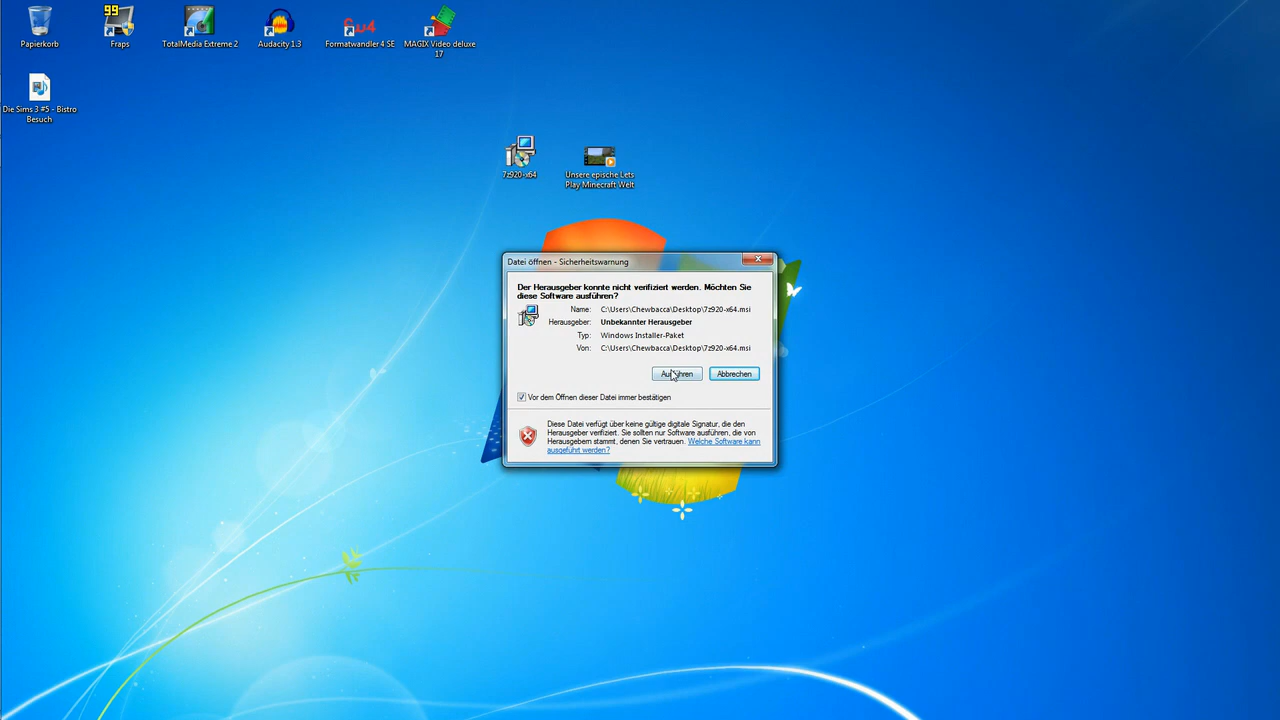 99
Papierkorb
Fraps
TotalMedia Extreme 2
Audacity 1.3
Su4
Formatwandler 4 SE
MAGIX Video deluxe
17
Die Sims 3 #5 - Bistro
Besuch
7z920-x64
Unsere epische Lets
Play Minecraft Welt
Datei öffnen - Sicherheitswarnung
Der Herausgeber konnte nicht verifiziert werden. Möchten Sie
diese Software ausführen?
Name: C:\Users\Chewbacca\Desktop\7z920-x64.msi
Herausgeber: Unbekannter Herausgeber
Typ: Windows Installer-Paket
Von: C:\Users\Chewbacca\Desktop\7z920-x64.msi
Ausführen Abbrechen
Vor dem Öffnen dieser Datei immer bestätigen
Diese Datei verfügt über keine gültige digitale Signatur, die den
Herausgeber verifiziert. Sie sollten nur Software ausführen, die von
Herausgebern stammt, denen Sie vertrauen. Welche Software kann
ausgeführt werden?